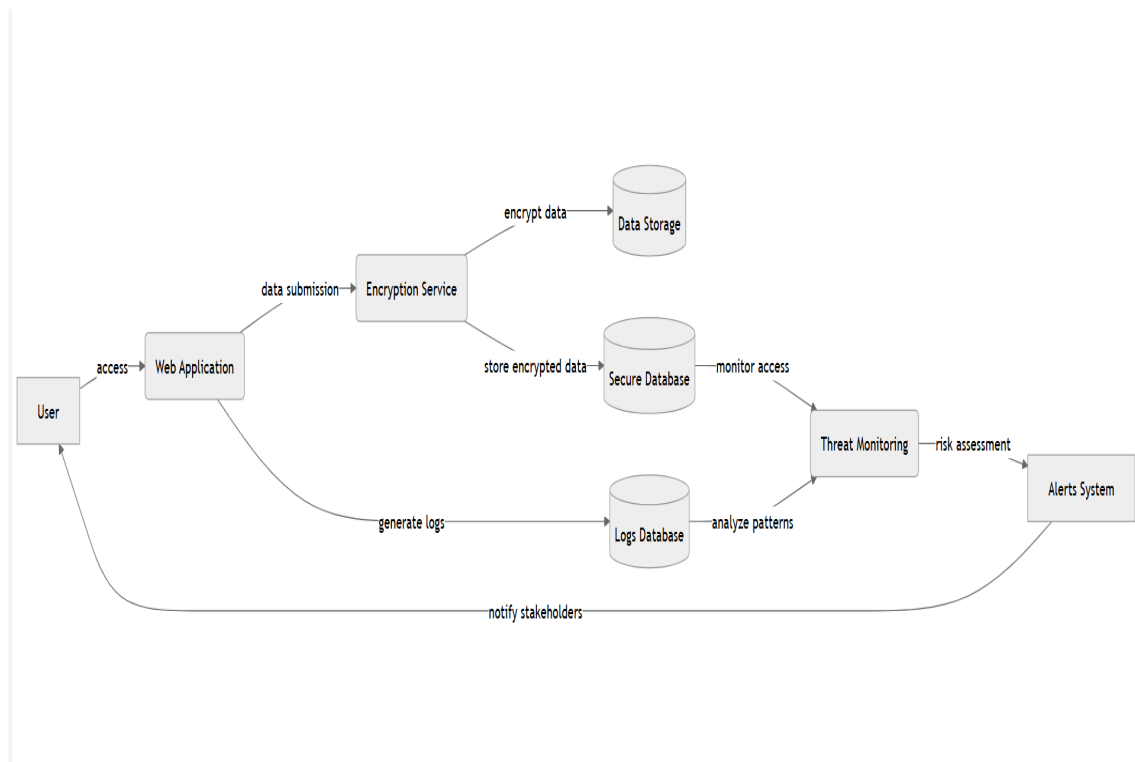 encrypt data
Data Storage
data submission
Encryption Service
access
Web Application
store encrypted data
Secure Database
monitor access
User
Threat Monitoring
risk assessment
Alerts System
generate logs
Logs Database
analyze patterns
notify stakeholders